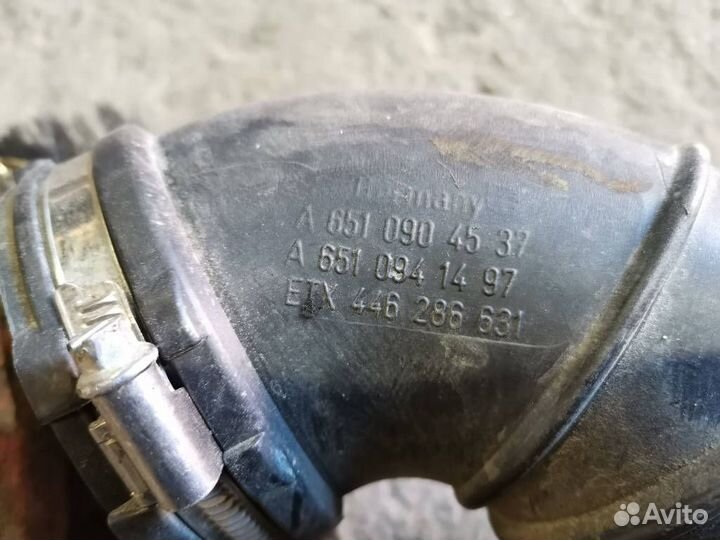 Germany
A 651 090 45 37
A 651 094 14 97
ETX 446 286 631
Avito